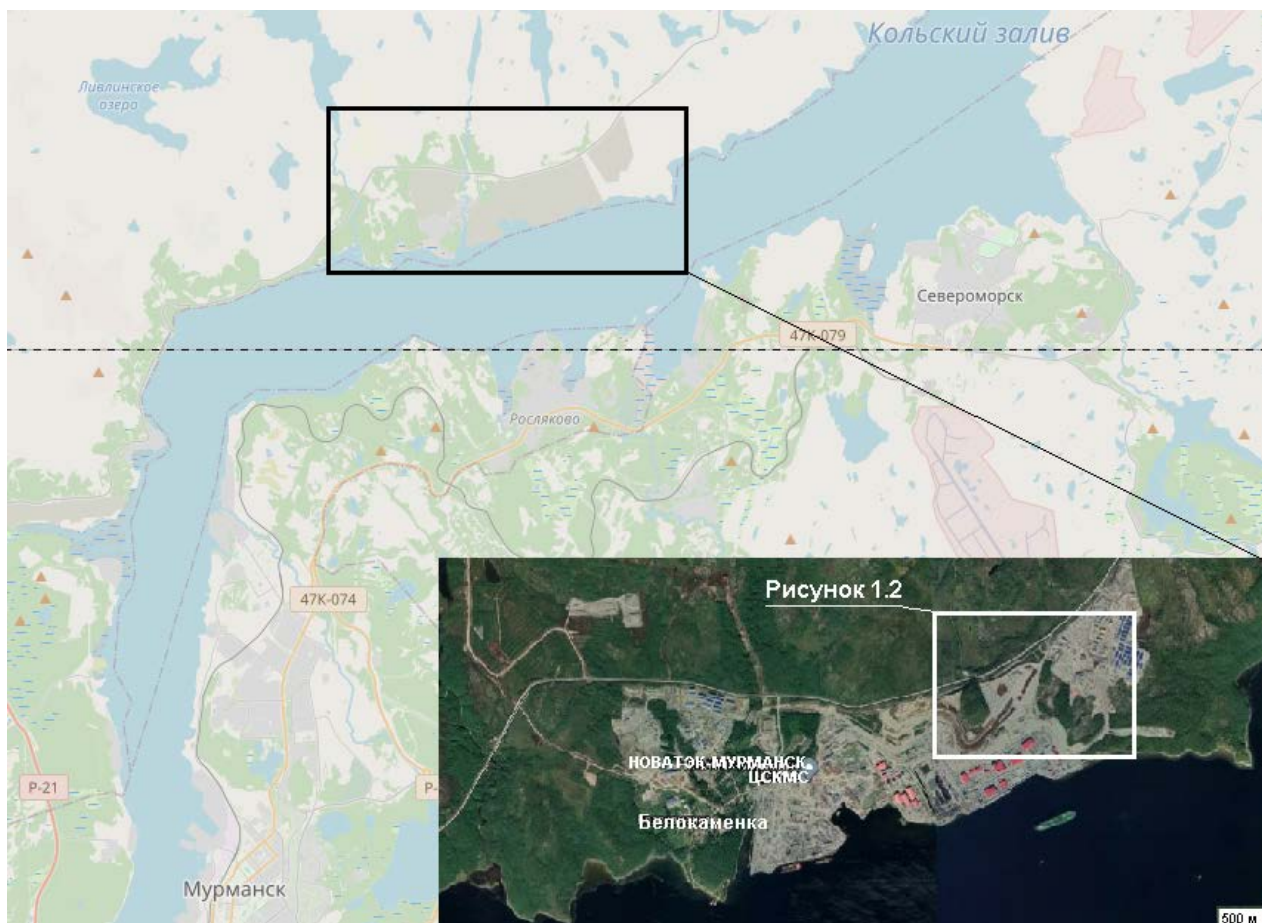 Кольский залив
Ливлинское
озеро
Североморск
47К-079
Росляково
47К-074
Р-21
Р-
Мурманск
Рисунок 1.2
НОВАТЭК-МУРМАНСК
ЦСКМС
Белокаменка
500 м